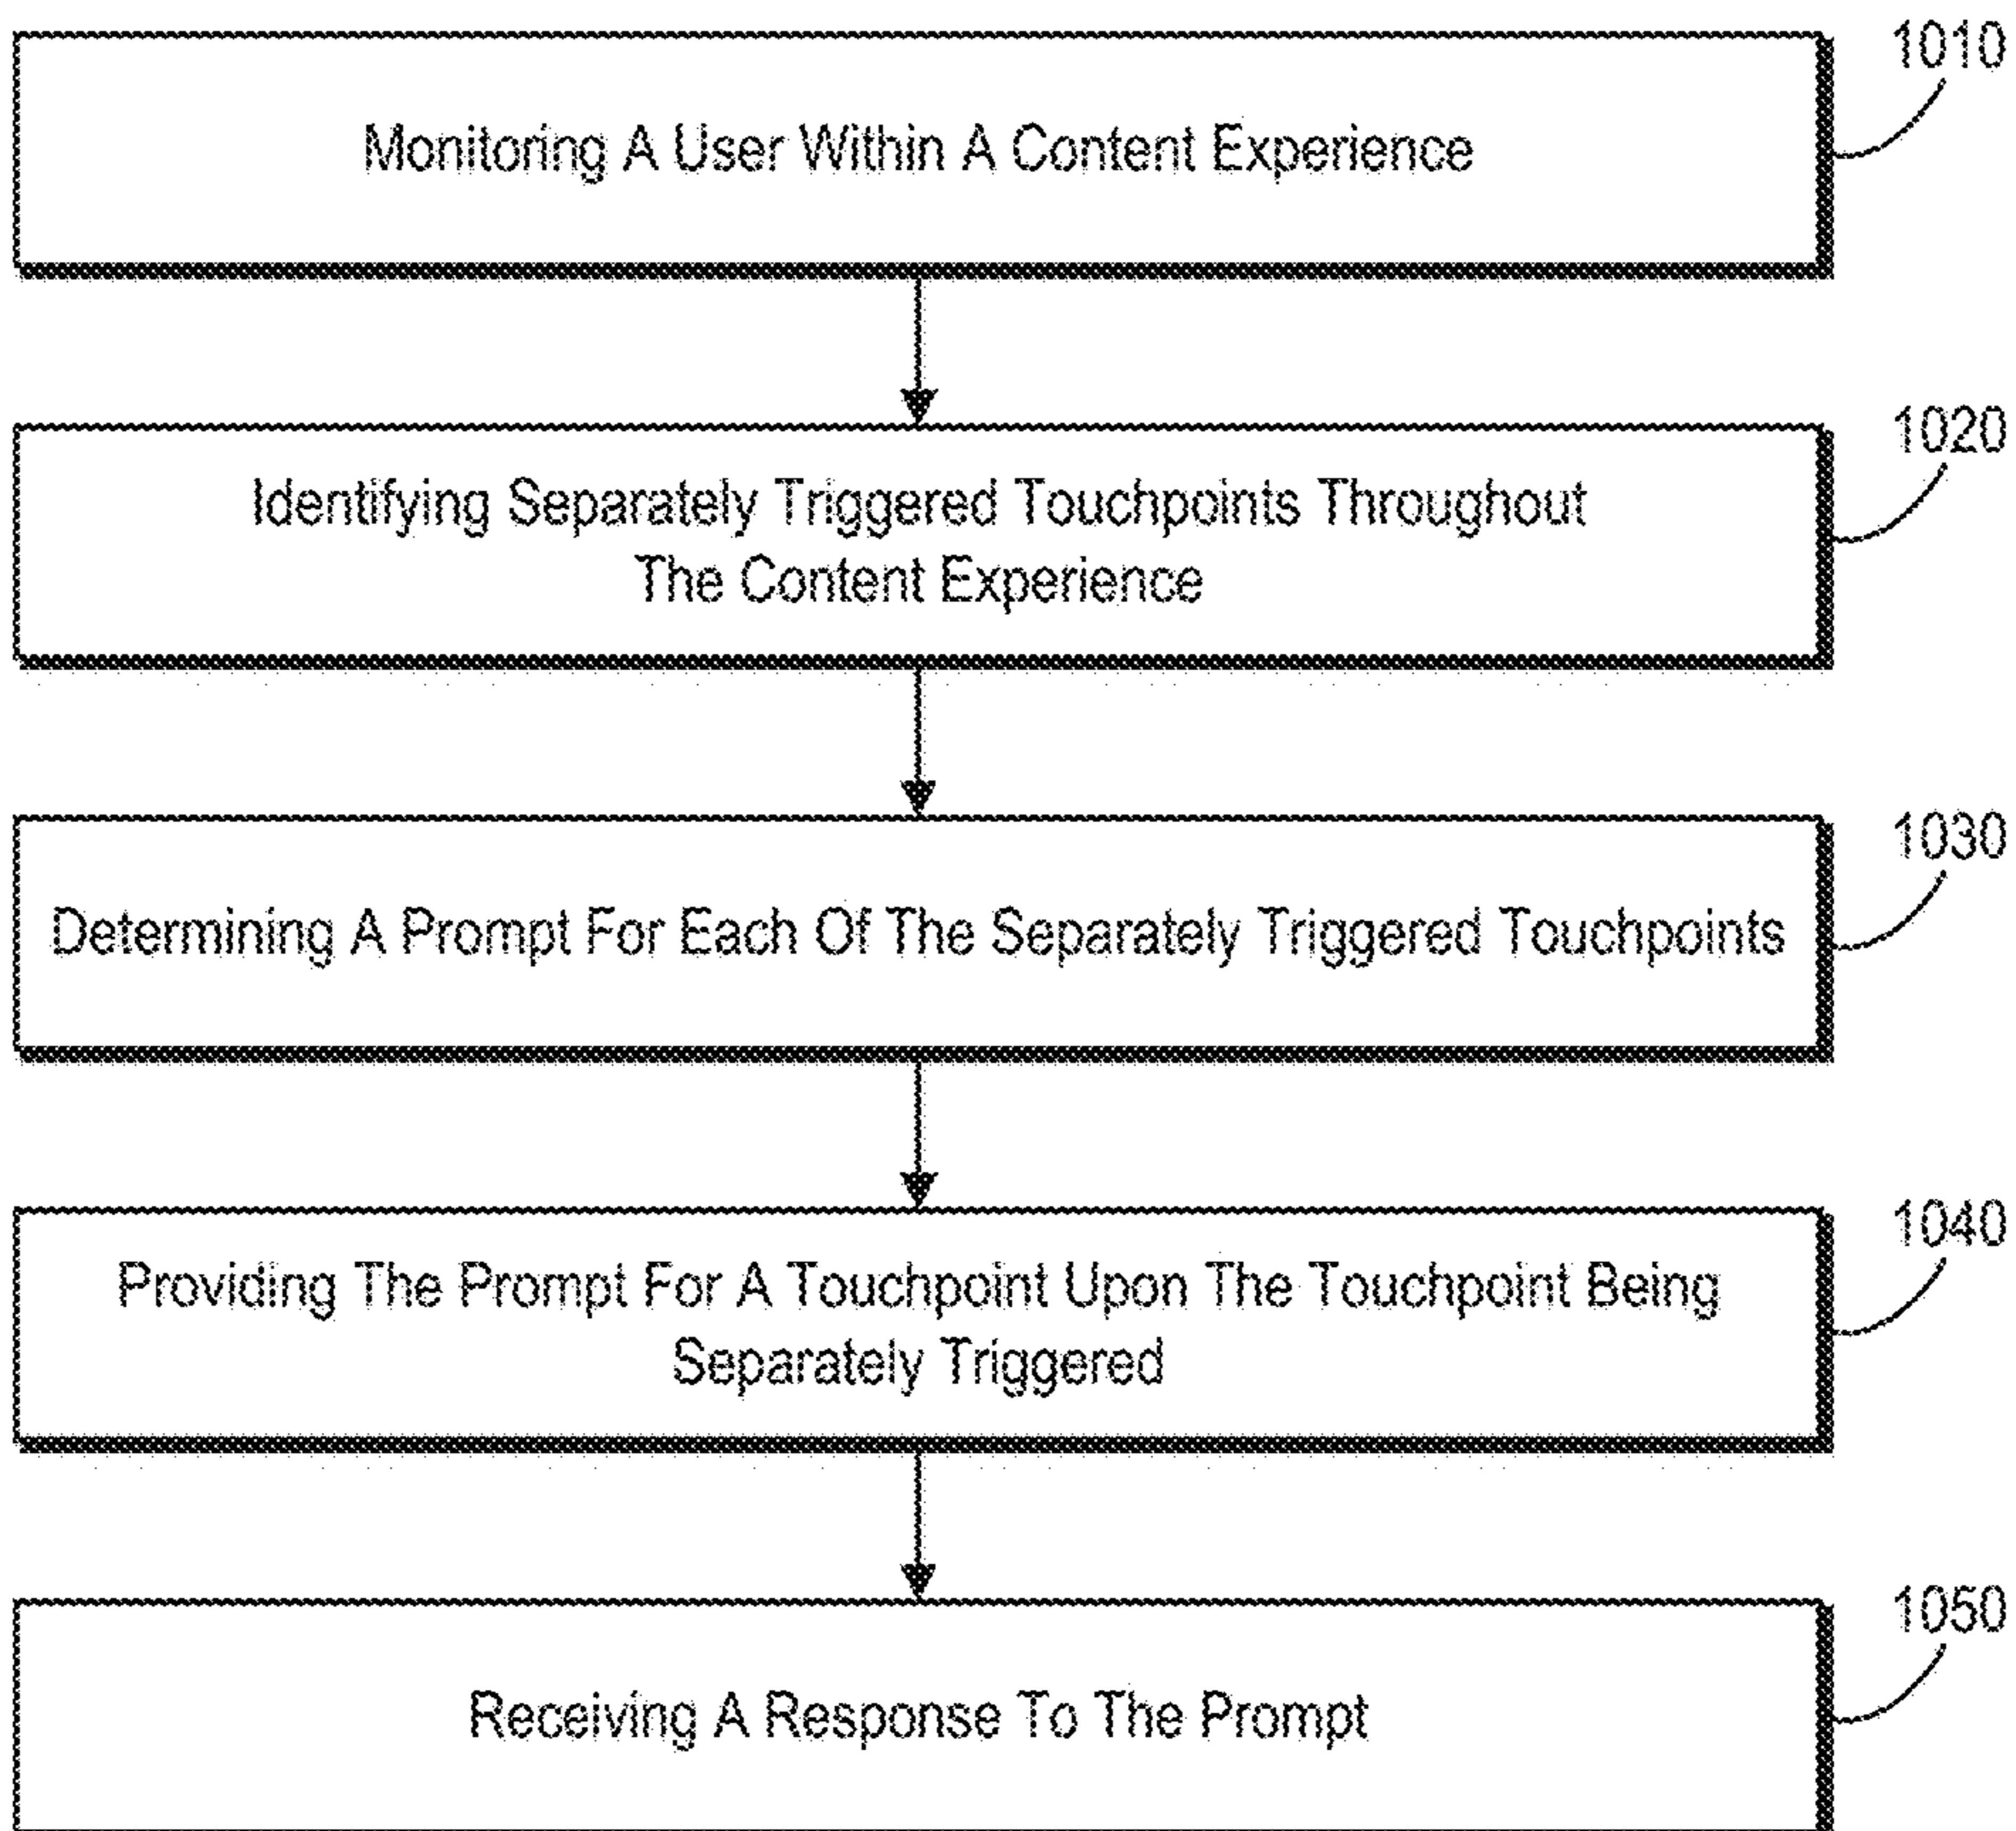 1010
Monitoring A User Within A Content Experience
1020
Identifying Separately Triggered Touchpoints Throughout
The Content Experience
1030
Determining A Prompt For Each Of The Separately Triggered Touchpoints
1040
Providing The Prompt For A Touchpoint Upon The Touchpoint Being
Separately Triggered
1050
Receiving A Response To The Prompt